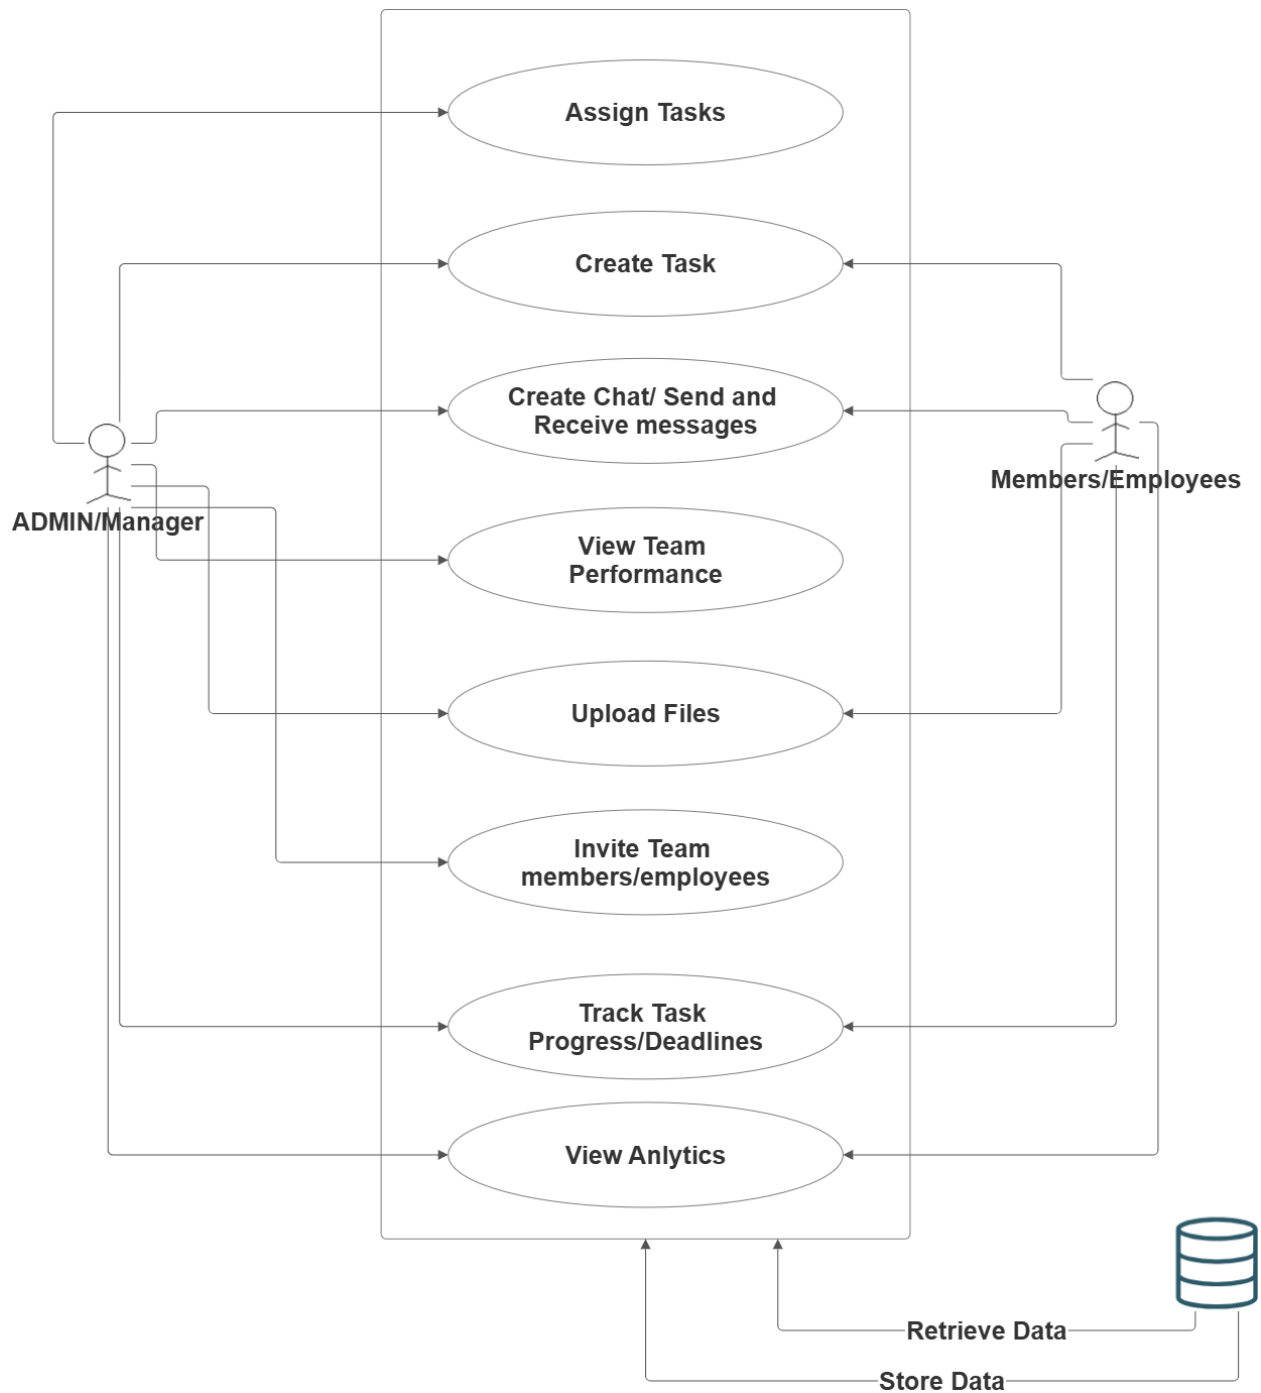 Assign Tasks
Create Task
Create Chat/ Send and
Receive messages
Members/Employees
ADMIN/Manager
View Team
Performance
Upload Files
Invite Team
members/employees
Track Task
Progress/Deadlines
View Anlytics
Retrieve Data
Store Data